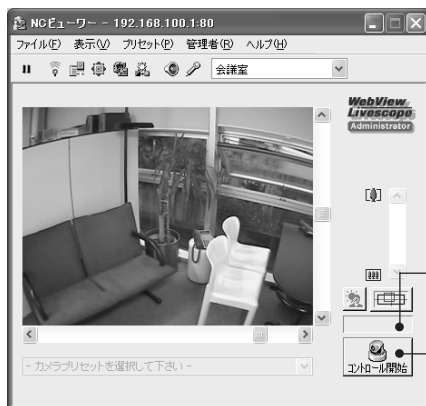 NCビューワー - 192.168.100.1:80
ファイル(F) 表示(V) プリセット(P) 管理者(R) ヘルプ(H)
会議室
WebView
Livescope
Administrator
- カメラプリセットを選択して下さい -
コントロール開始